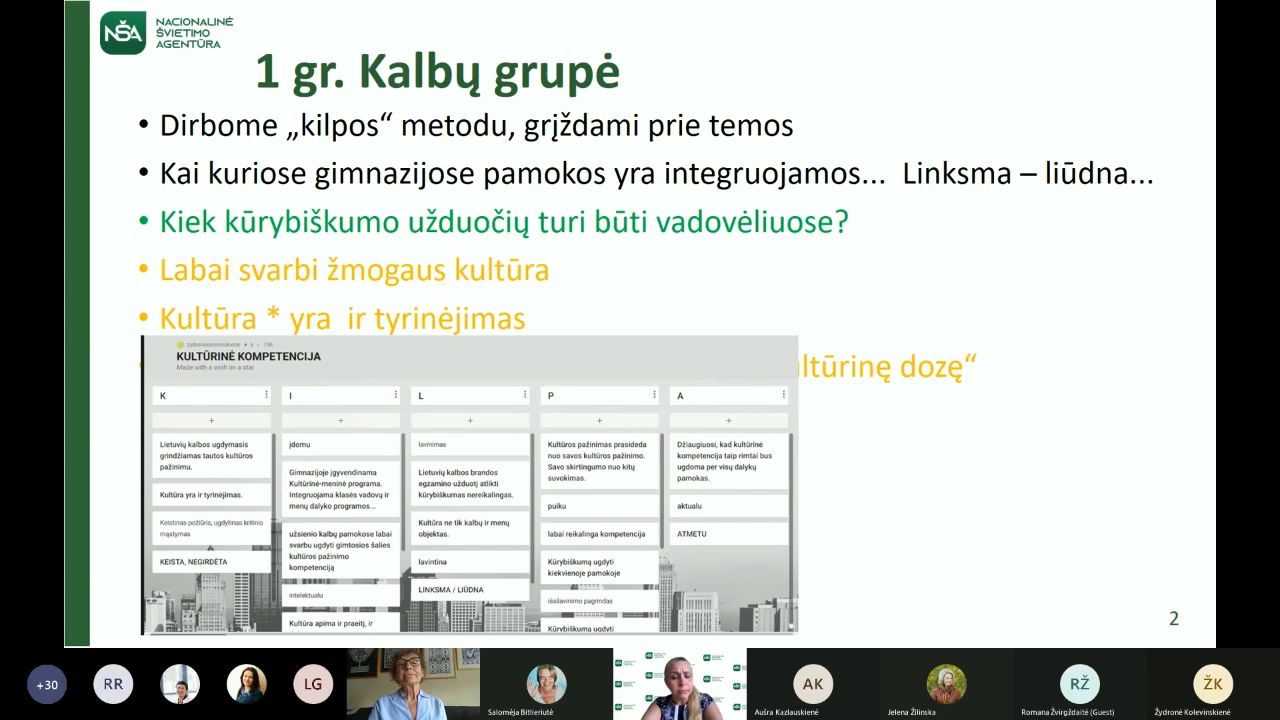 NŠA
NACIONALINĖ
ŠVIETIMO
AGENTŪRA
1 gr. Kalbų grupė
• Dirbome „kilpos“ metodu, grįždami prie temos
• Kai kuriose gimnazijose pamokos yra integruojamos... Linksma – liūdna...
• Kiek kūrybiškumo užduočių turi būti vadovėliuose?
• Labai svarbi žmogaus kultūra
• Kultūra * yra ir tyrinėjimas
ltūrinę dozę“
KULTŪRINĖ KOMPETENCIJA
Made with a wish on a star
K
+
Lietuvių kalbos ugdymasis
grindžiamas tautos kultūros
pažinimu.
Kultūra yra ir tyrinėjimas.
Keistinas požiūris, ugdytinas kritinis
mąstymas
KEISTA, NEGIRDĖTA
I
+
įdomu
Gimnazijoje įgyvendinama
Kultūrinė-meninė programa.
Integruojama klasės vadovų ir
menų dalyko programos...
užsienio kalbų pamokose labai
svarbu ugdyti gimtosios šalies
kultūros pažinimo
kompetenciją
intelektualu
Kultūra apima ir praeitį, ir
L
+
lavinimas
Lietuvių kalbos brandos
egzamino užduotį atlikti
kūrybiškumas nereikalingas.
Kultūra ne tik kalbų ir menų
objektas.
lavintina
LINKSMA / LIŪDNA
P
+
Kultūros pažinimas prasideda
nuo savos kultūros pažinimo.
Savo skirtingumo nuo kitų
suvokimas.
puiku
labai reikalinga kompetencija
Kūrybiškumą ugdyti
kiekvienoje pamokoje
išsilavinimo pagrindas
Kūrybiškumą ugdyti
A
+
Džiaugiuosi, kad kultūrinė
kompetencija taip rimtai bus
ugdoma per visų dalykų
pamokas.
aktualu
ATMETU
2
+30
RR
LG
Salomėja Bitlieriutė
AK
Aušra Kazlauskienė
Jelena Žilinska
RŽ
Romana Žvirgždaitė (Guest)
ŽK
Žydronė Kolevinskienė